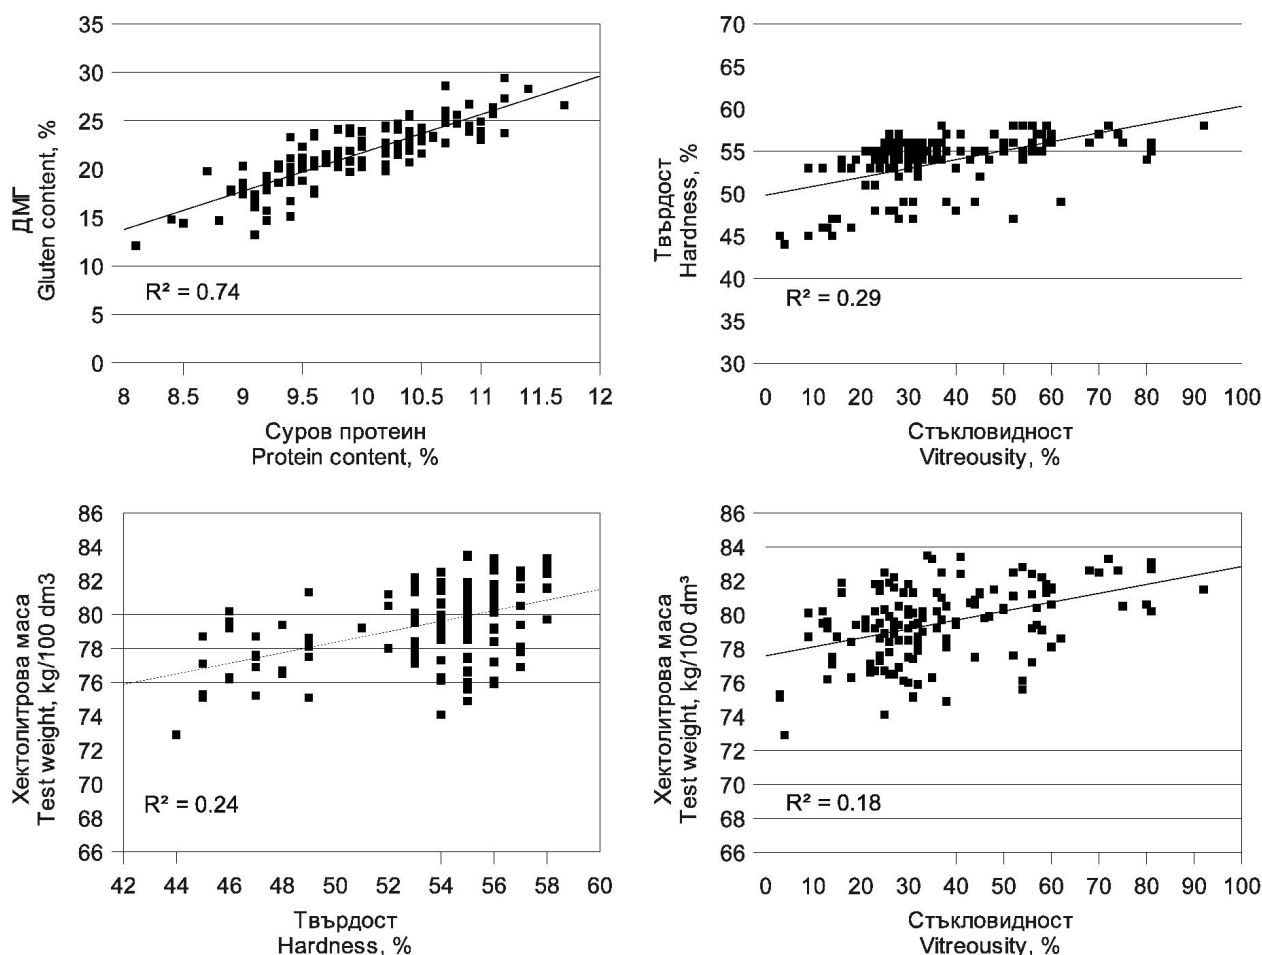 35
30
25
20
15
10
5
0
ДМГ
Gluten content, %
R² = 0.74
8 8.5 9 9.5 10 10.5 11 11.5 12
Суров протеин
Protein content, %
70
65
60
55
50
45
40
35
30
Твърдост
Hardness, %
R² = 0.29
0 10 20 30 40 50 60 70 80 90 100
Стъкловидност
Vitreousity, %
86
84
82
80
78
76
74
72
70
68
66
Хектолитрова маса
Test weight, kg/100 dm3
R² = 0.24
42 44 46 48 50 52 54 56 58 60
Твърдост
Hardness, %
86
84
82
80
78
76
74
72
70
68
66
Хектолитрова маса
Test weight, kg/100 dm³
R² = 0.18
0 10 20 30 40 50 60 70 80 90 100
Стъкловидност
Vitreousity, %